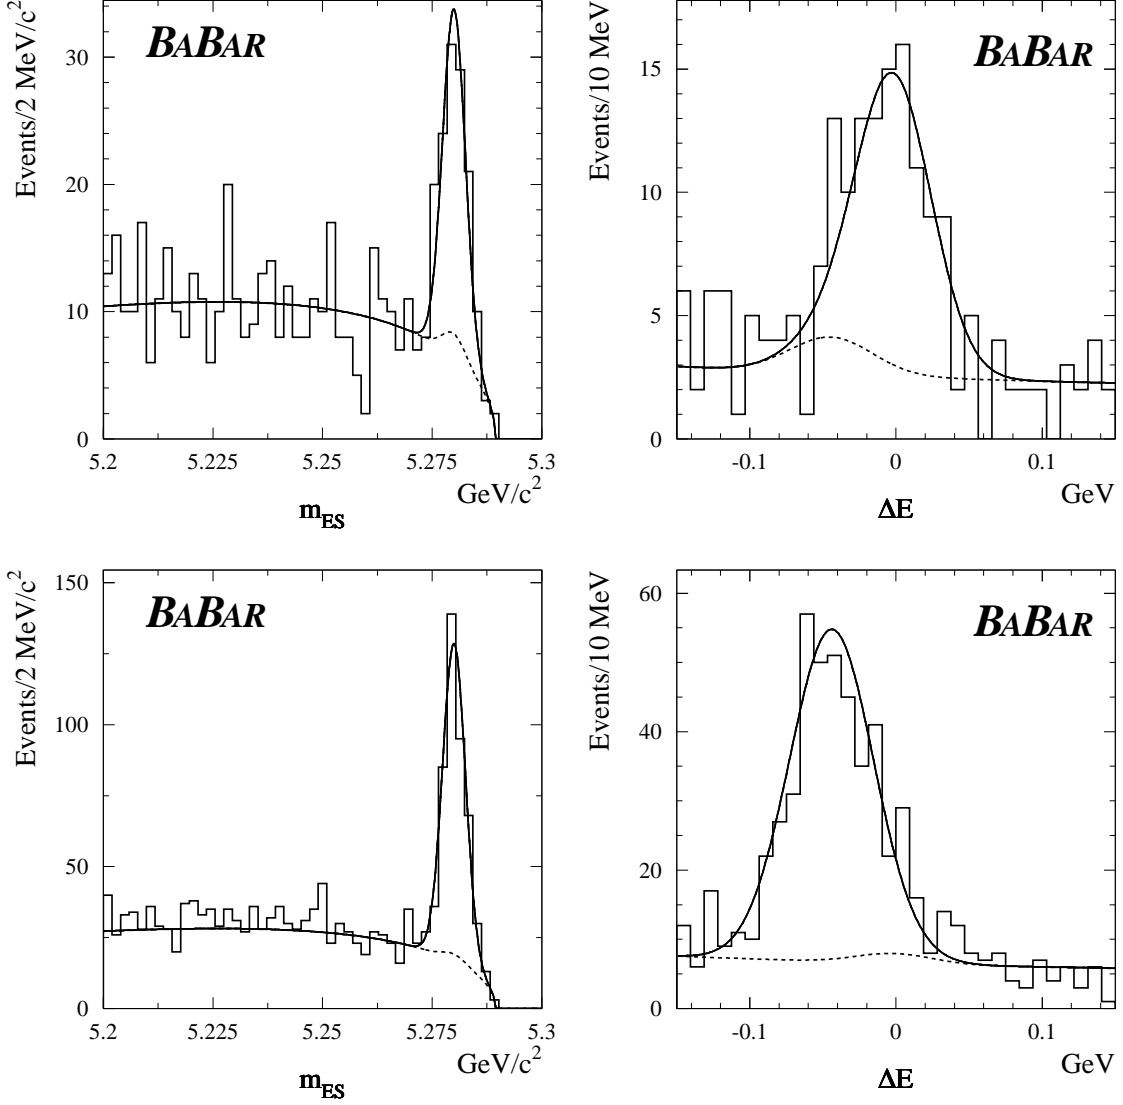 Events/2 MeV/c²
BABAR
30
20
10
0
5.2 5.225 5.25 5.275 5.3
GeV/c²
m_ES
Events/10 MeV
BABAR
15
10
5
0
-0.1 0 0.1
GeV
ΔE
Events/2 MeV/c²
BABAR
150
100
50
0
5.2 5.225 5.25 5.275 5.3
GeV/c²
m_ES
Events/10 MeV
BABAR
60
40
20
0
-0.1 0 0.1
GeV
ΔE